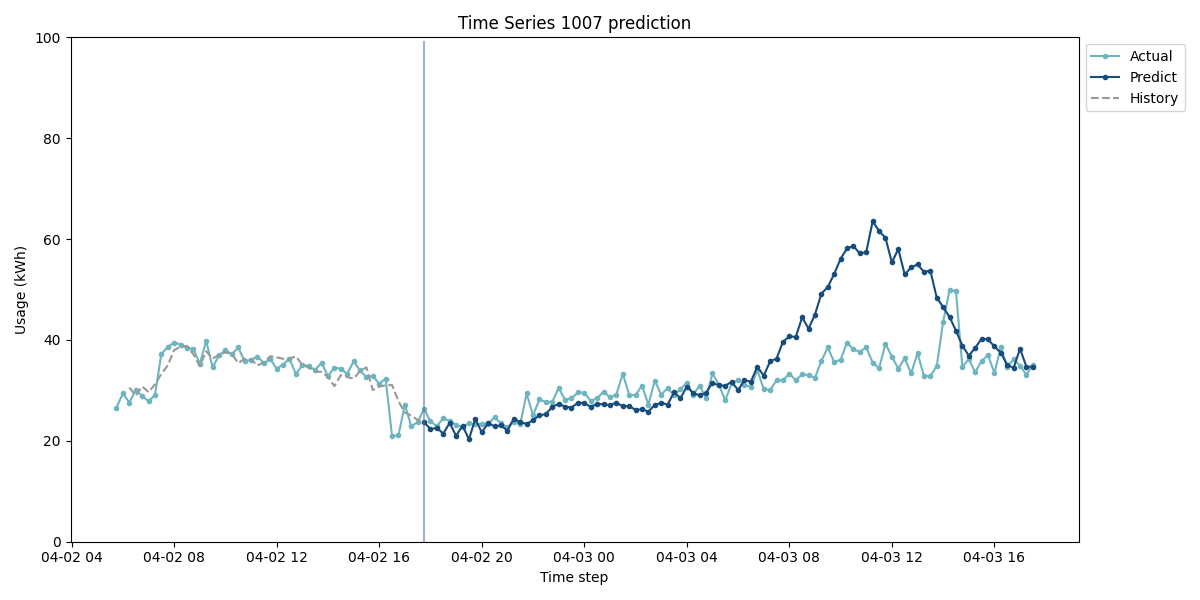 Time Series 1007 prediction
100
80
60
40
20
0
Usage (kWh)
04-02 04
04-02 08
04-02 12
04-02 16
04-02 20
04-03 00
04-03 04
04-03 08
04-03 12
04-03 16
Time step
Actual
Predict
History